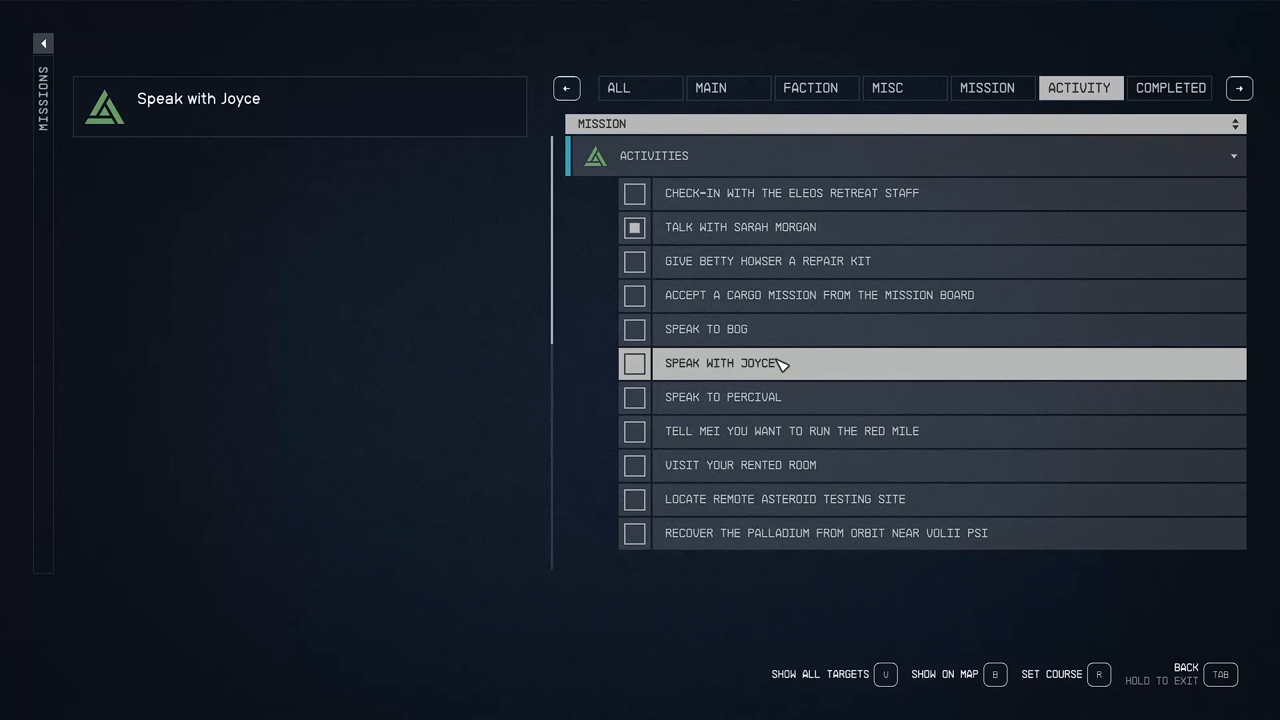 MISSIONS
Speak with Joyce
ALL
MAIN
FACTION
MISC
MISSION
ACTIVITY
COMPLETED
MISSION
ACTIVITIES
CHECK-IN WITH THE ELEOS RETREAT STAFF
TALK WITH SARAH MORGAN
GIVE BETTY HOWSER A REPAIR KIT
ACCEPT A CARGO MISSION FROM THE MISSION BOARD
SPEAK TO BOG
SPEAK WITH JOYCE
SPEAK TO PERCIVAL
TELL MEI YOU WANT TO RUN THE RED MILE
VISIT YOUR RENTED ROOM
LOCATE REMOTE ASTEROID TESTING SITE
RECOVER THE PALLADIUM FROM ORBIT NEAR VOLII PSI
SHOW ALL TARGETS V
SHOW ON MAP B
SET COURSE R
BACK
HOLD TO EXIT TAB